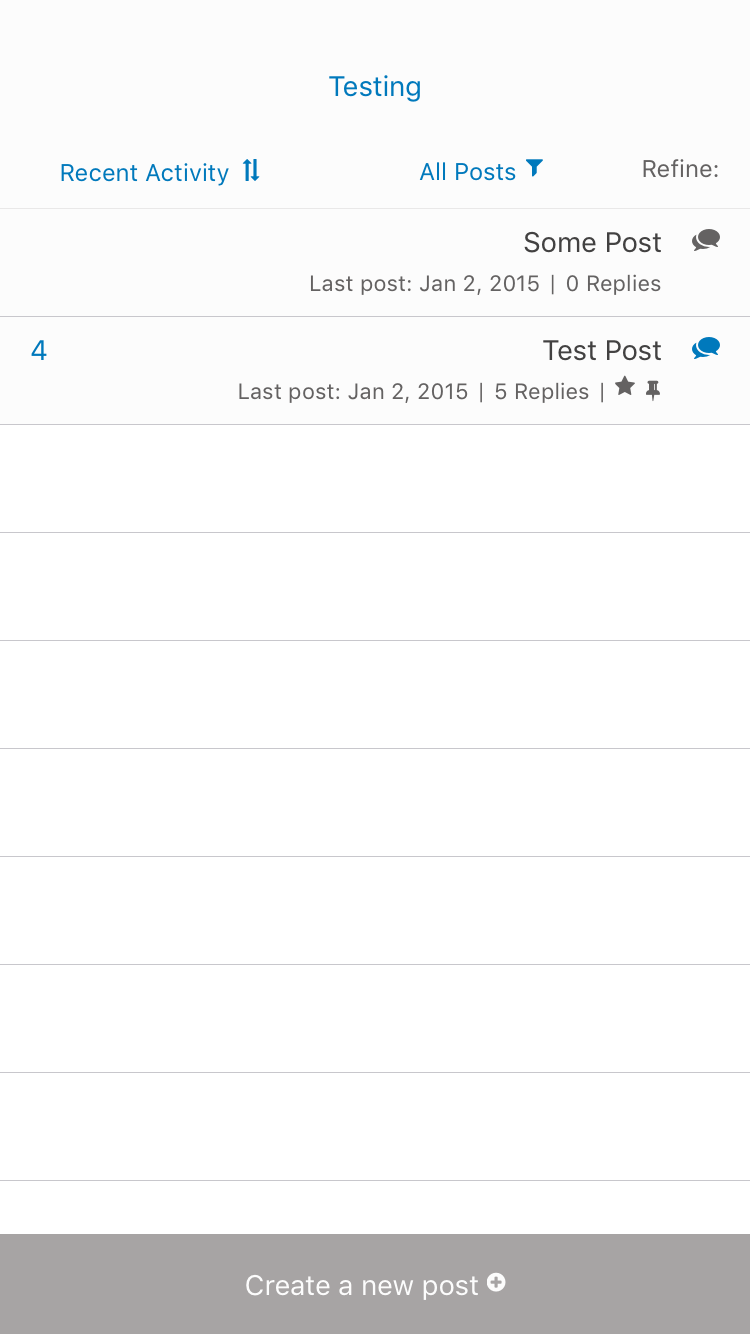 Testing
Refine:
All Posts
Recent Activity
Some Post
Last post: Jan 2, 2015 | 0 Replies
Test Post
4
Last post: Jan 2, 2015 | 5 Replies |
Create a new post